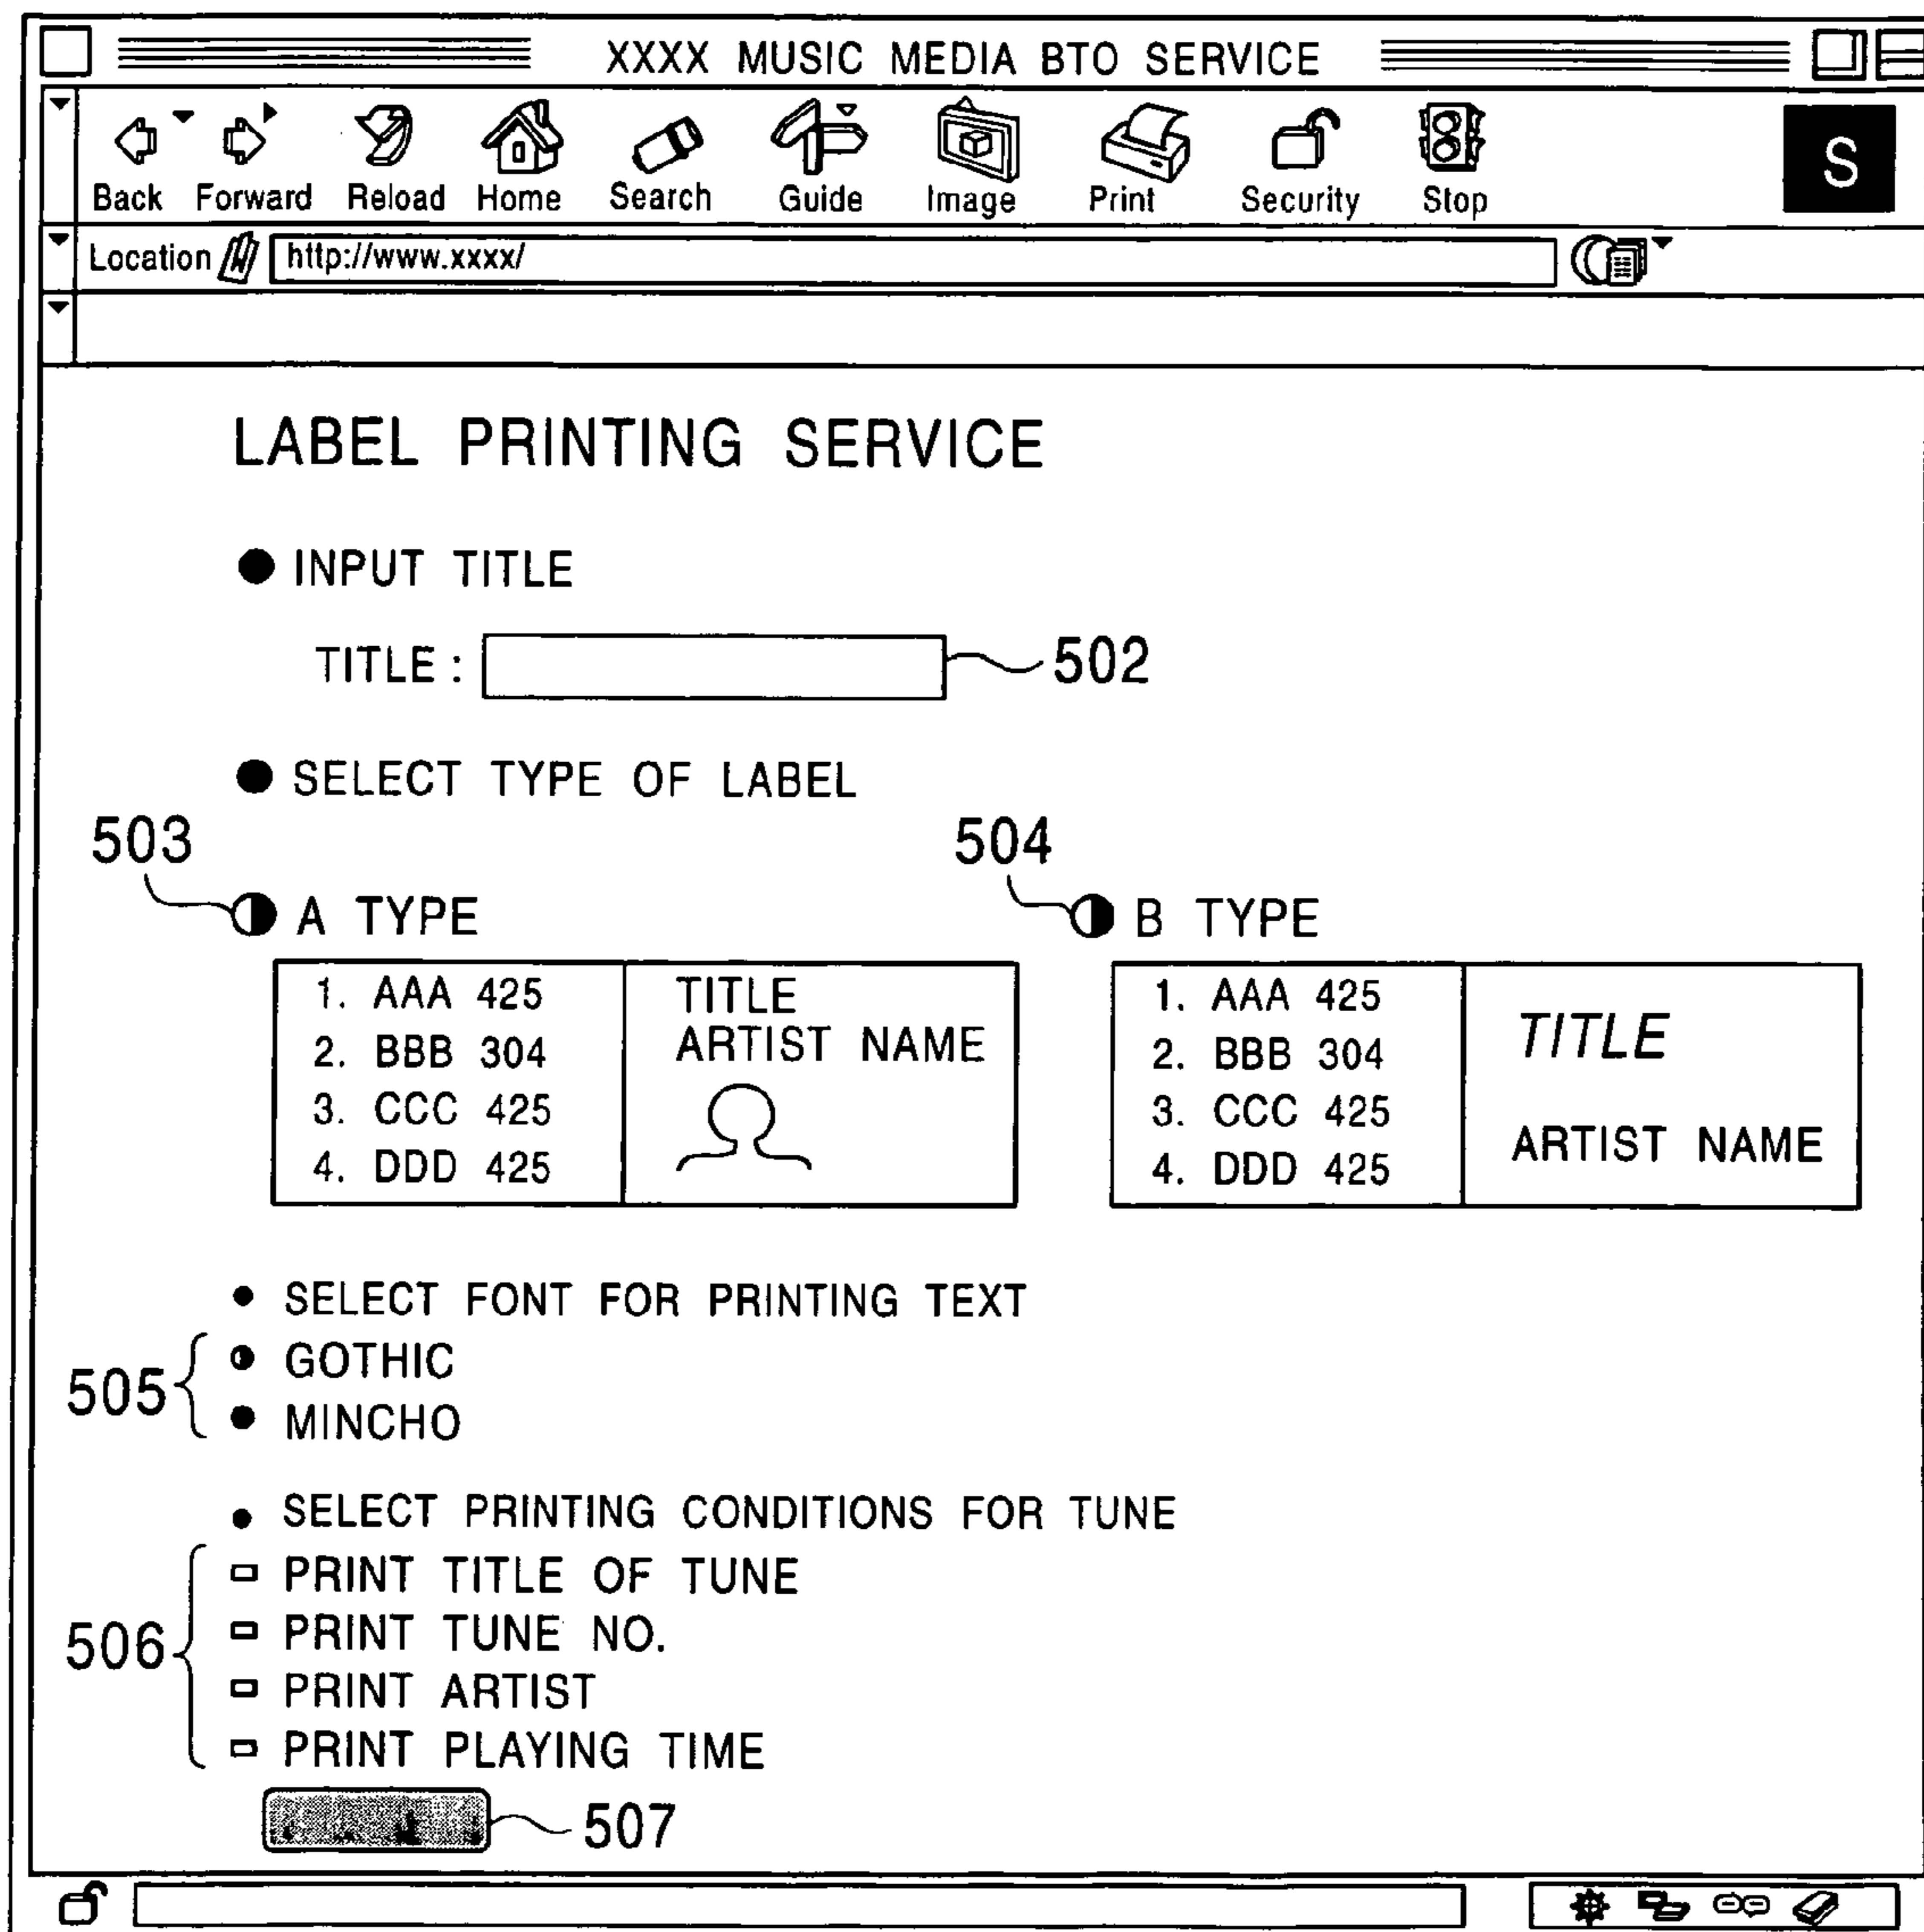 XXXX MUSIC MEDIA BTO SERVICE
Back Forward Reload Home Search Guide Image Print Security Stop S
Location http://www.xxxx/
LABEL PRINTING SERVICE
● INPUT TITLE
TITLE : 502
● SELECT TYPE OF LABEL
503 504
A TYPE B TYPE
1. AAA 425 TITLE 1. AAA 425 TITLE
2. BBB 304 ARTIST NAME 2. BBB 304
3. CCC 425 3. CCC 425 ARTIST NAME
4. DDD 425 4. DDD 425
• SELECT FONT FOR PRINTING TEXT
GOTHIC
505
MINCHO
• SELECT PRINTING CONDITIONS FOR TUNE
PRINT TITLE OF TUNE
PRINT TUNE NO.
506
PRINT ARTIST
PRINT PLAYING TIME
507